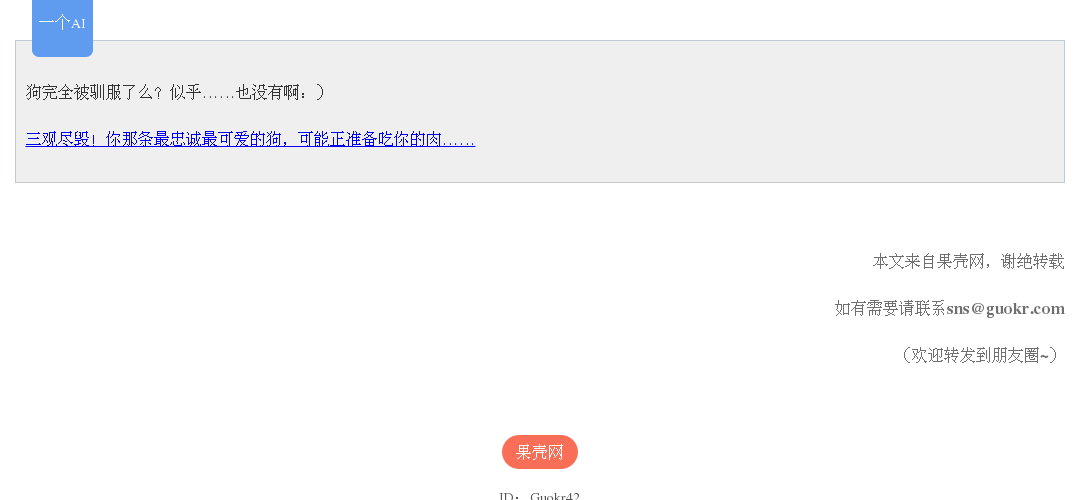 一个AI
狗完全被驯服了么？似乎……也没有啊：）
三观尽毁！你那条最忠诚最可爱的狗，可能正准备吃你的肉……
本文来自果壳网，谢绝转载
如有需要请联系sns@guokr.com
（欢迎转发到朋友圈~）
果壳网
ID： Guokr42